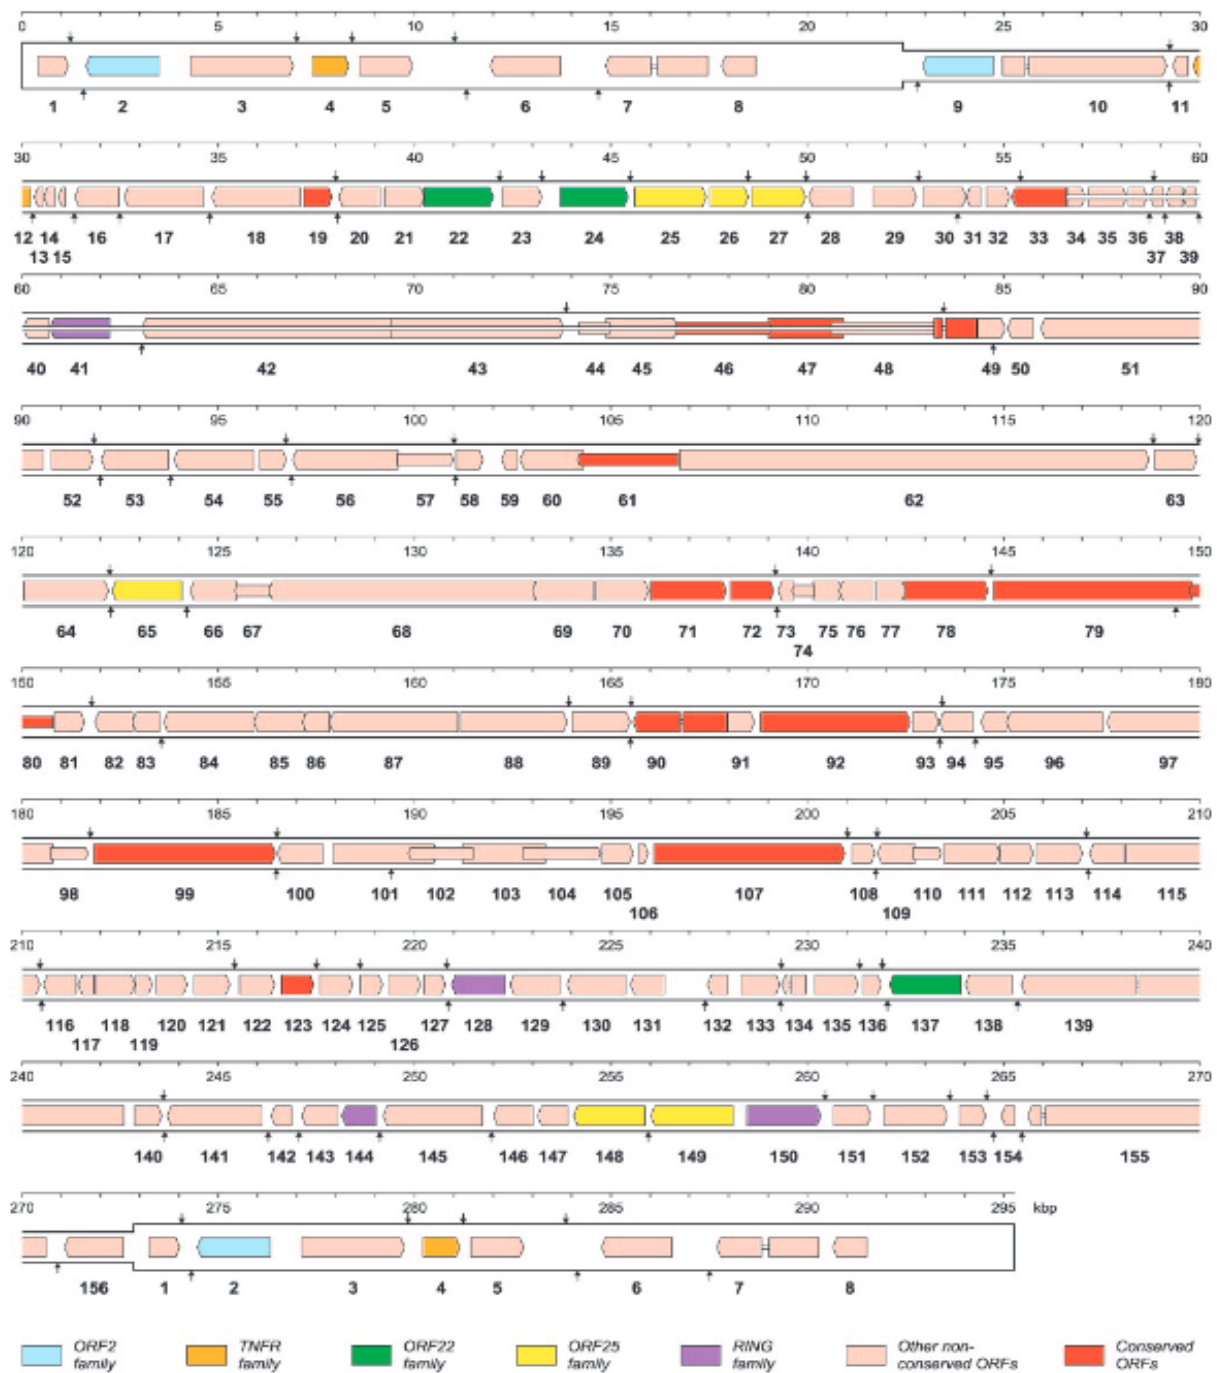 0 5 10 15 20 25 30
1 2 3 4 5 6 7 8 9 10 11
30 35 40 45 50 55 60
12 14 16 17 18 19 20 21 22 23 24 25 26 27 28 29 30 31 32 33 34 35 36 38
13 15 37 39
60 65 70 75 80 85 90
40 41 42 43 44 45 46 47 48 49 50 51
90 95 100 105 110 115 120
52 53 54 55 56 57 58 59 60 61 62 63
120 125 130 135 140 145 150
64 65 66 67 68 69 70 71 72 73 75 76 77 78 79
74
150 155 160 165 170 175 180
80 81 82 83 84 85 86 87 88 89 90 91 92 93 94 95 96 97
180 185 190 195 200 205 210
98 99 100 101 102 103 104 105 107 108 110 111 112 113 114 115
106 109
210 215 220 225 230 235 240
116 118 120 121 122 123 124 125 127 128 129 130 131 132 133 134 135 136 137 138 139
117 119 126
240 245 250 255 260 265 270
140 141 142 143 144 145 146 147 148 149 150 151 152 153 154 155
270 275 280 285 290 295 kbp
156 1 2 3 4 5 6 7 8
ORF2 TNFR ORF22 ORF25 RING Other non- Conserved
family family family family family conserved ORFs ORFs